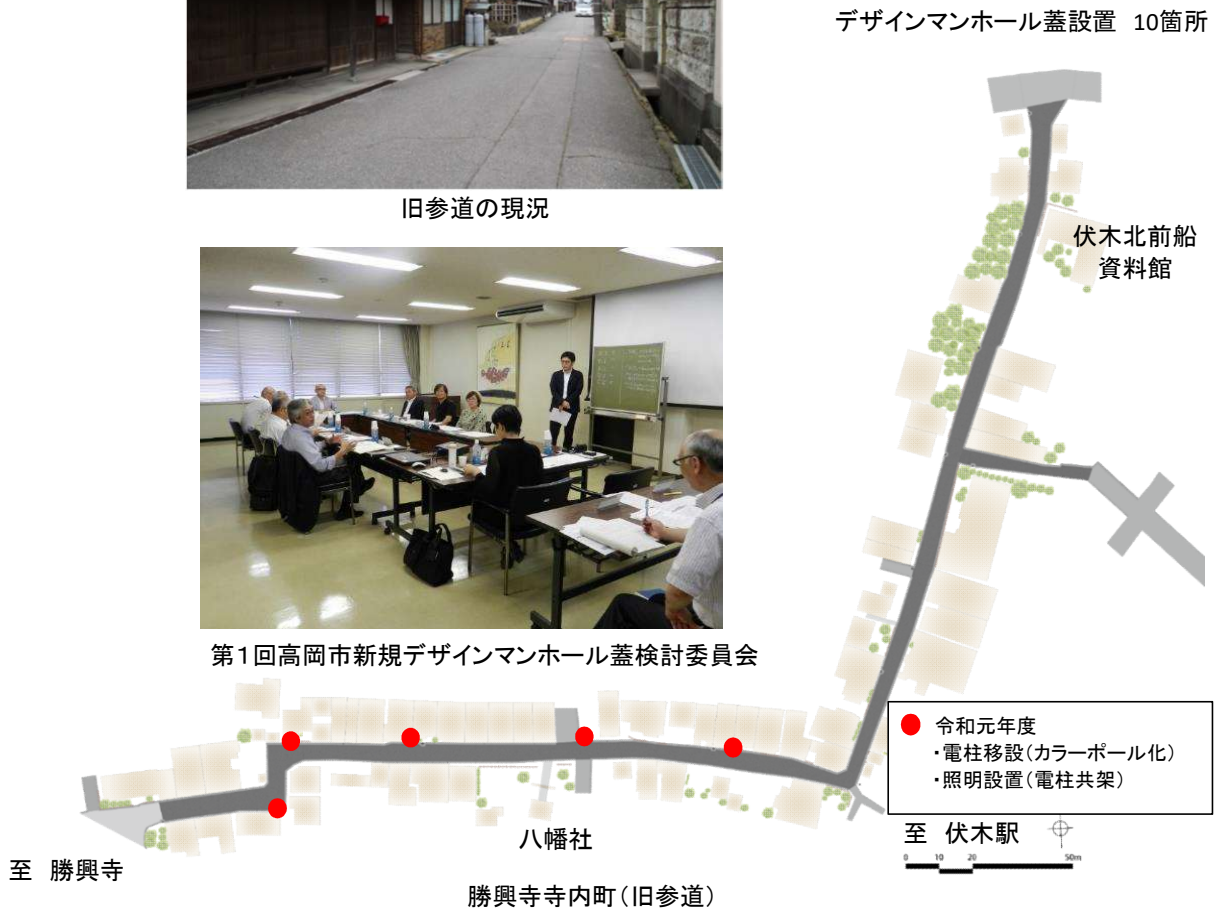 デザインマンホール蓋設置 10箇所
旧参道の現況
伏木北前船
資料館
第1回高岡市新規デザインマンホール蓋検討委員会
令和元年度
・電柱移設(カラーポール化)
・照明設置(電柱共架)
八幡社
至 伏木駅
0 10 20 50m
至 勝興寺
勝興寺寺内町(旧参道)